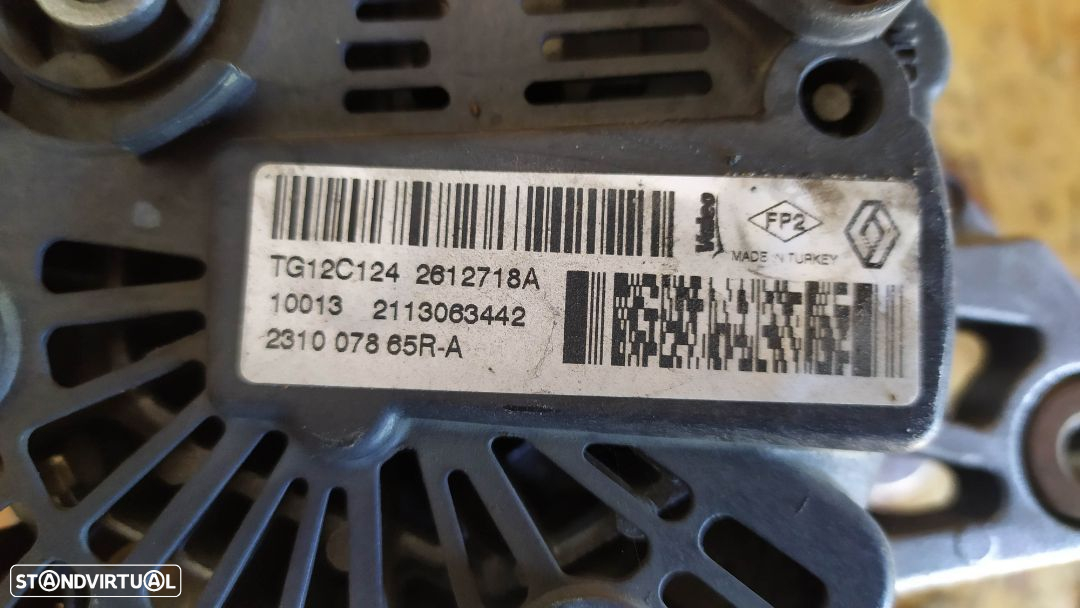 Valeo
FP2
MADE IN TURKEY
TG12C124 2612718A
10013 2113063442
2310 078 65R-A
STANDVIRTUAL